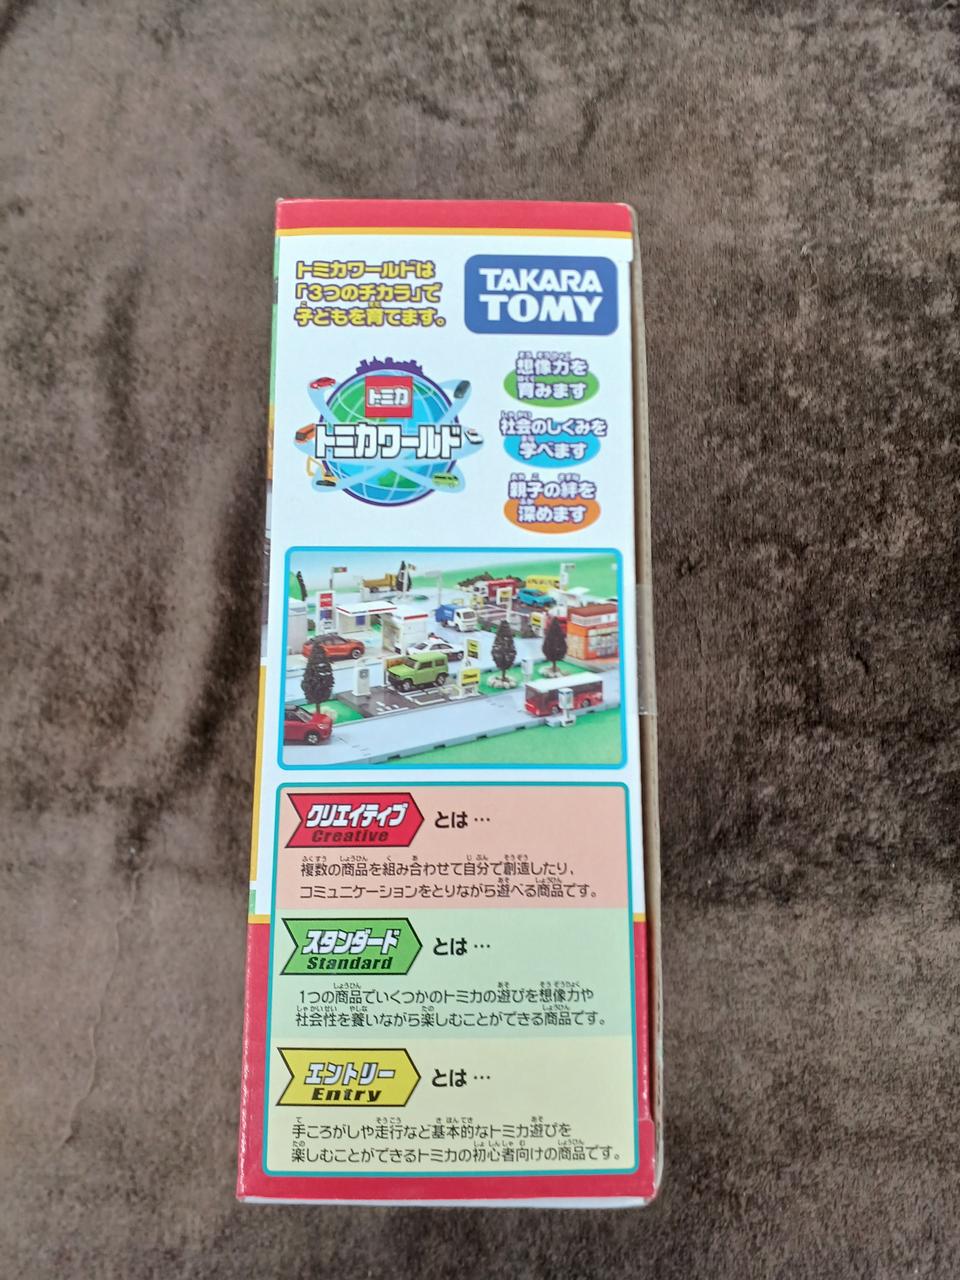 トミカワールドは
「3つのチカラ」で
子どもを育てます。
TAKARA
TOMY
想像力を
育みます
トミカ
トミカワールド
社会のしくみを
学べます
親子の絆を
深めます
クリエイティブ とは…
Creative
複数の商品を組み合わせて自分で創造したり、
コミュニケーションをとりながら遊べる商品です。
スタンダード とは…
Standard
1つの商品でいくつかのトミカの遊びを想像力や
社会性を養いながら楽しむことができる商品です。
エントリー とは…
Entry
手ころがしや走行など基本的なトミカ遊びを
楽しむことができるトミカの初心者向けの商品です。